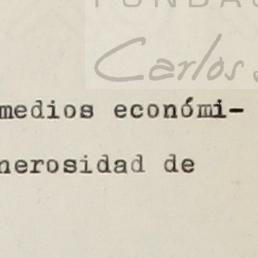 FUNDAC
Carlos
medios económi-
nerosidad de